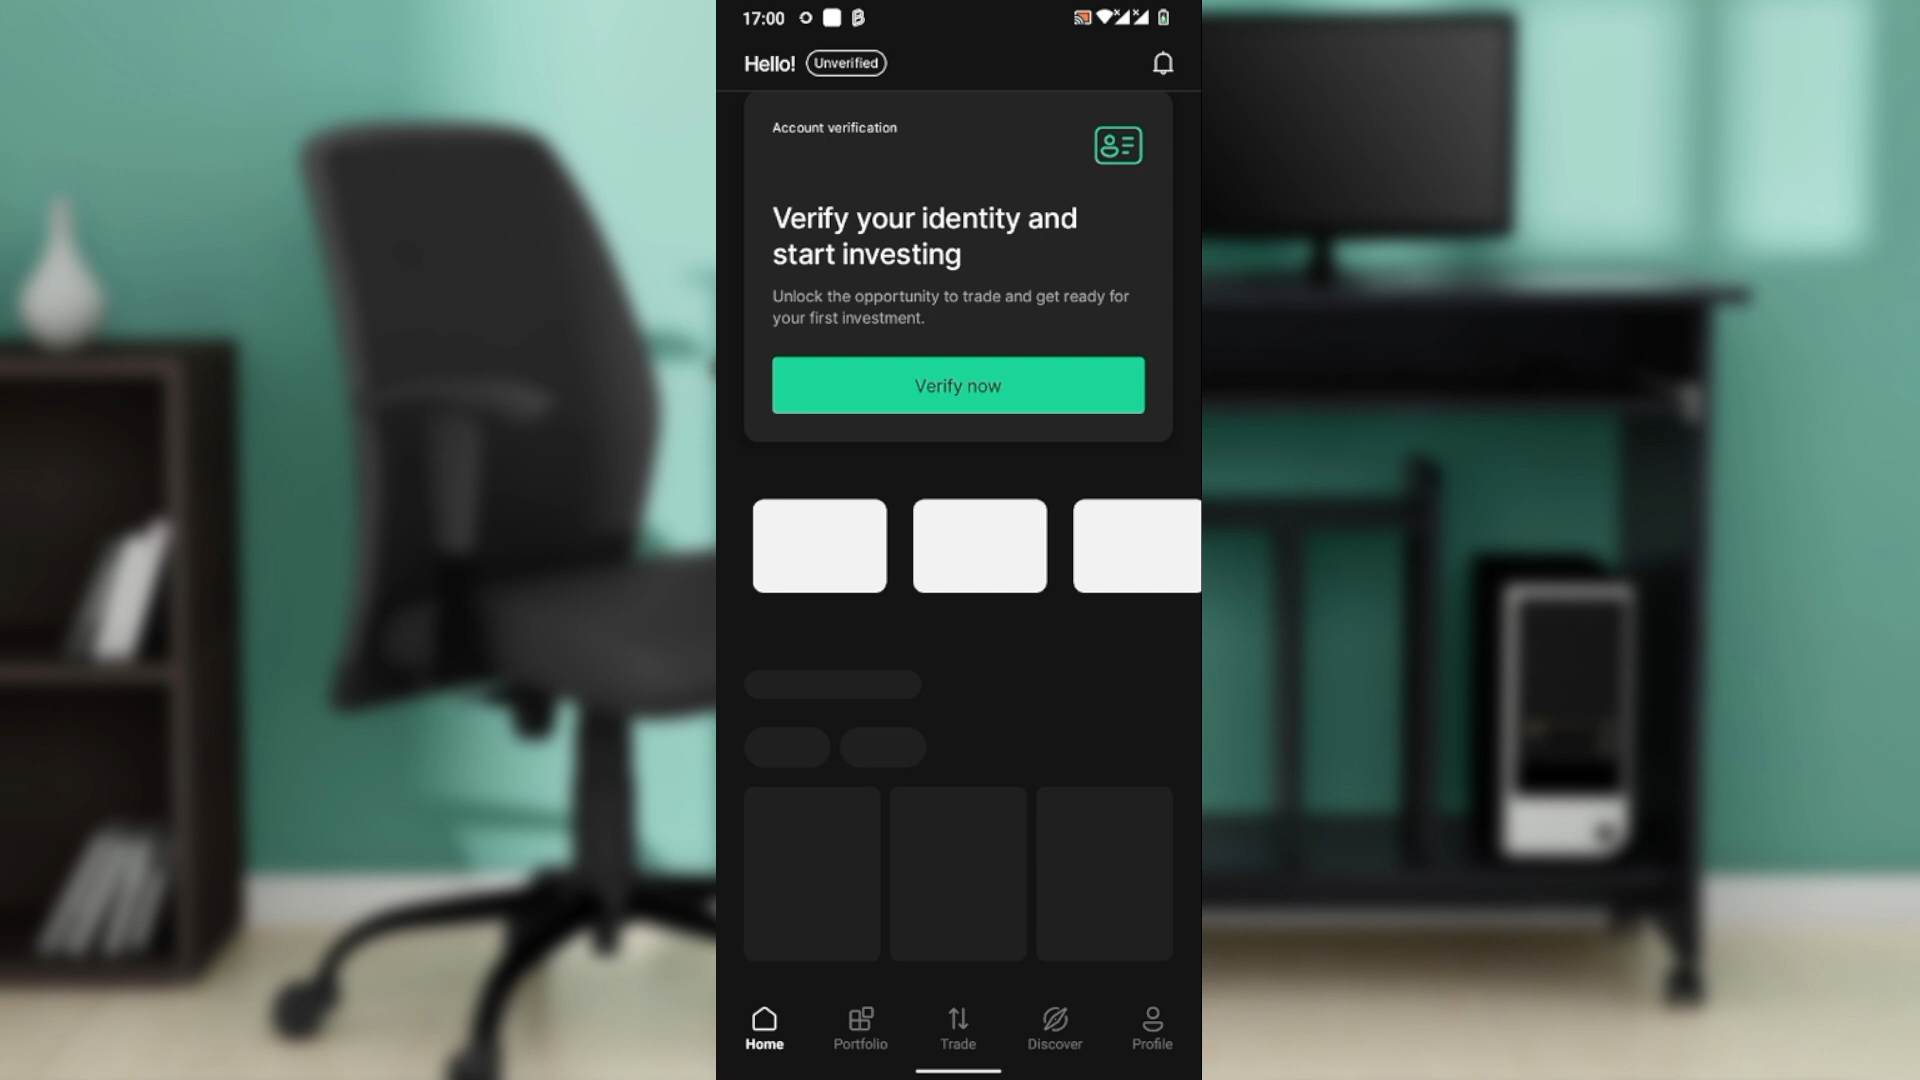 17:00
Hello! Unverified
Account verification
Verify your identity and
start investing
Unlock the opportunity to trade and get ready for
your first investment.
Verify now
Home Portfolio Trade Discover Profile